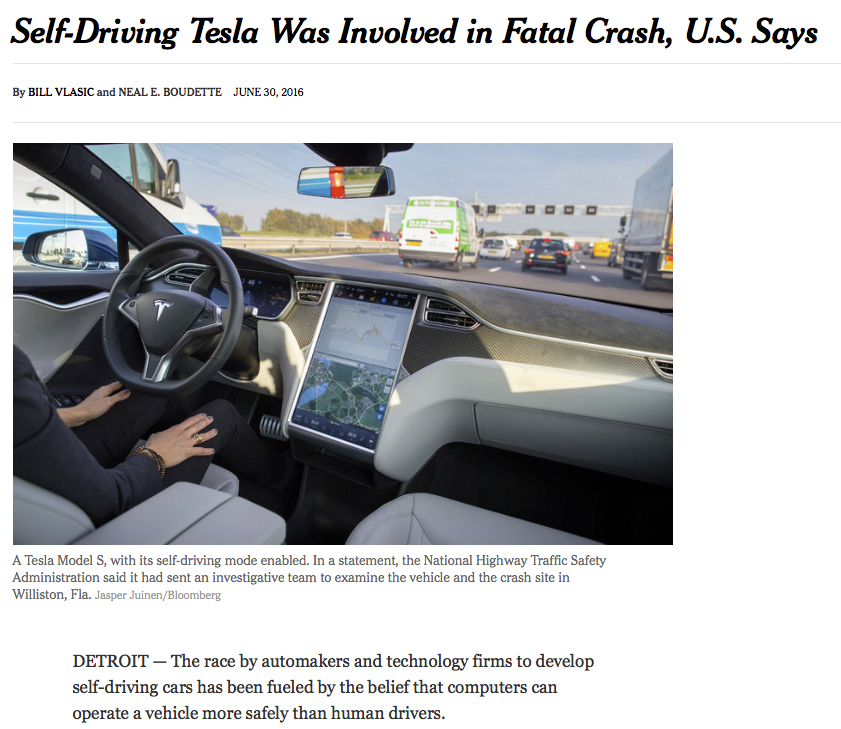 Self-Driving Tesla Was Involved in Fatal Crash, U.S. Says
By BILL VLASIC and NEAL E. BOUDETTE JUNE 30, 2016
A Tesla Model S, with its self-driving mode enabled. In a statement, the National Highway Traffic Safety
Administration said it had sent an investigative team to examine the vehicle and the crash site in
Williston, Fla. Jasper Juinen/Bloomberg
DETROIT — The race by automakers and technology firms to develop
self-driving cars has been fueled by the belief that computers can
operate a vehicle more safely than human drivers.